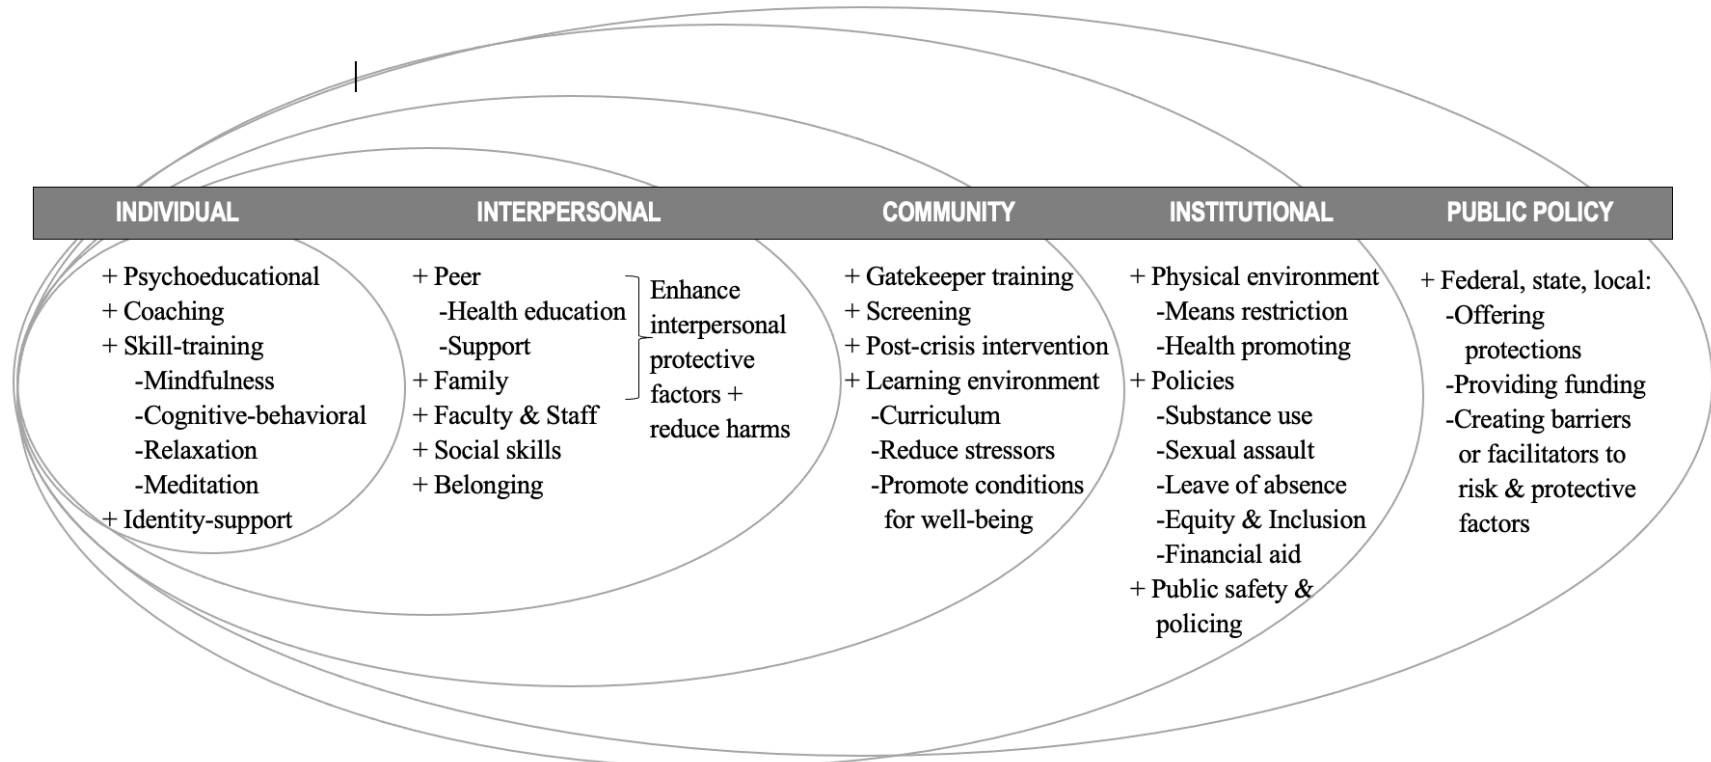 INDIVIDUAL
INTERPERSONAL
COMMUNITY
INSTITUTIONAL
PUBLIC POLICY
+ Psychoeducational
+ Coaching
+ Skill-training
-Mindfulness
-Cognitive-behavioral
-Relaxation
-Meditation
+ Identity-support
+ Peer
-Health education
-Support
+ Family
+ Faculty & Staff
+ Social skills
+ Belonging
Enhance
interpersonal
protective
factors +
reduce harms
+ Gatekeeper training
+ Screening
+ Post-crisis intervention
+ Learning environment
-Curriculum
-Reduce stressors
-Promote conditions
for well-being
+ Physical environment
-Means restriction
-Health promoting
+ Policies
-Substance use
-Sexual assault
-Leave of absence
-Equity & Inclusion
-Financial aid
+ Public safety &
policing
+ Federal, state, local:
-Offering
protections
-Providing funding
-Creating barriers
or facilitators to
risk & protective
factors